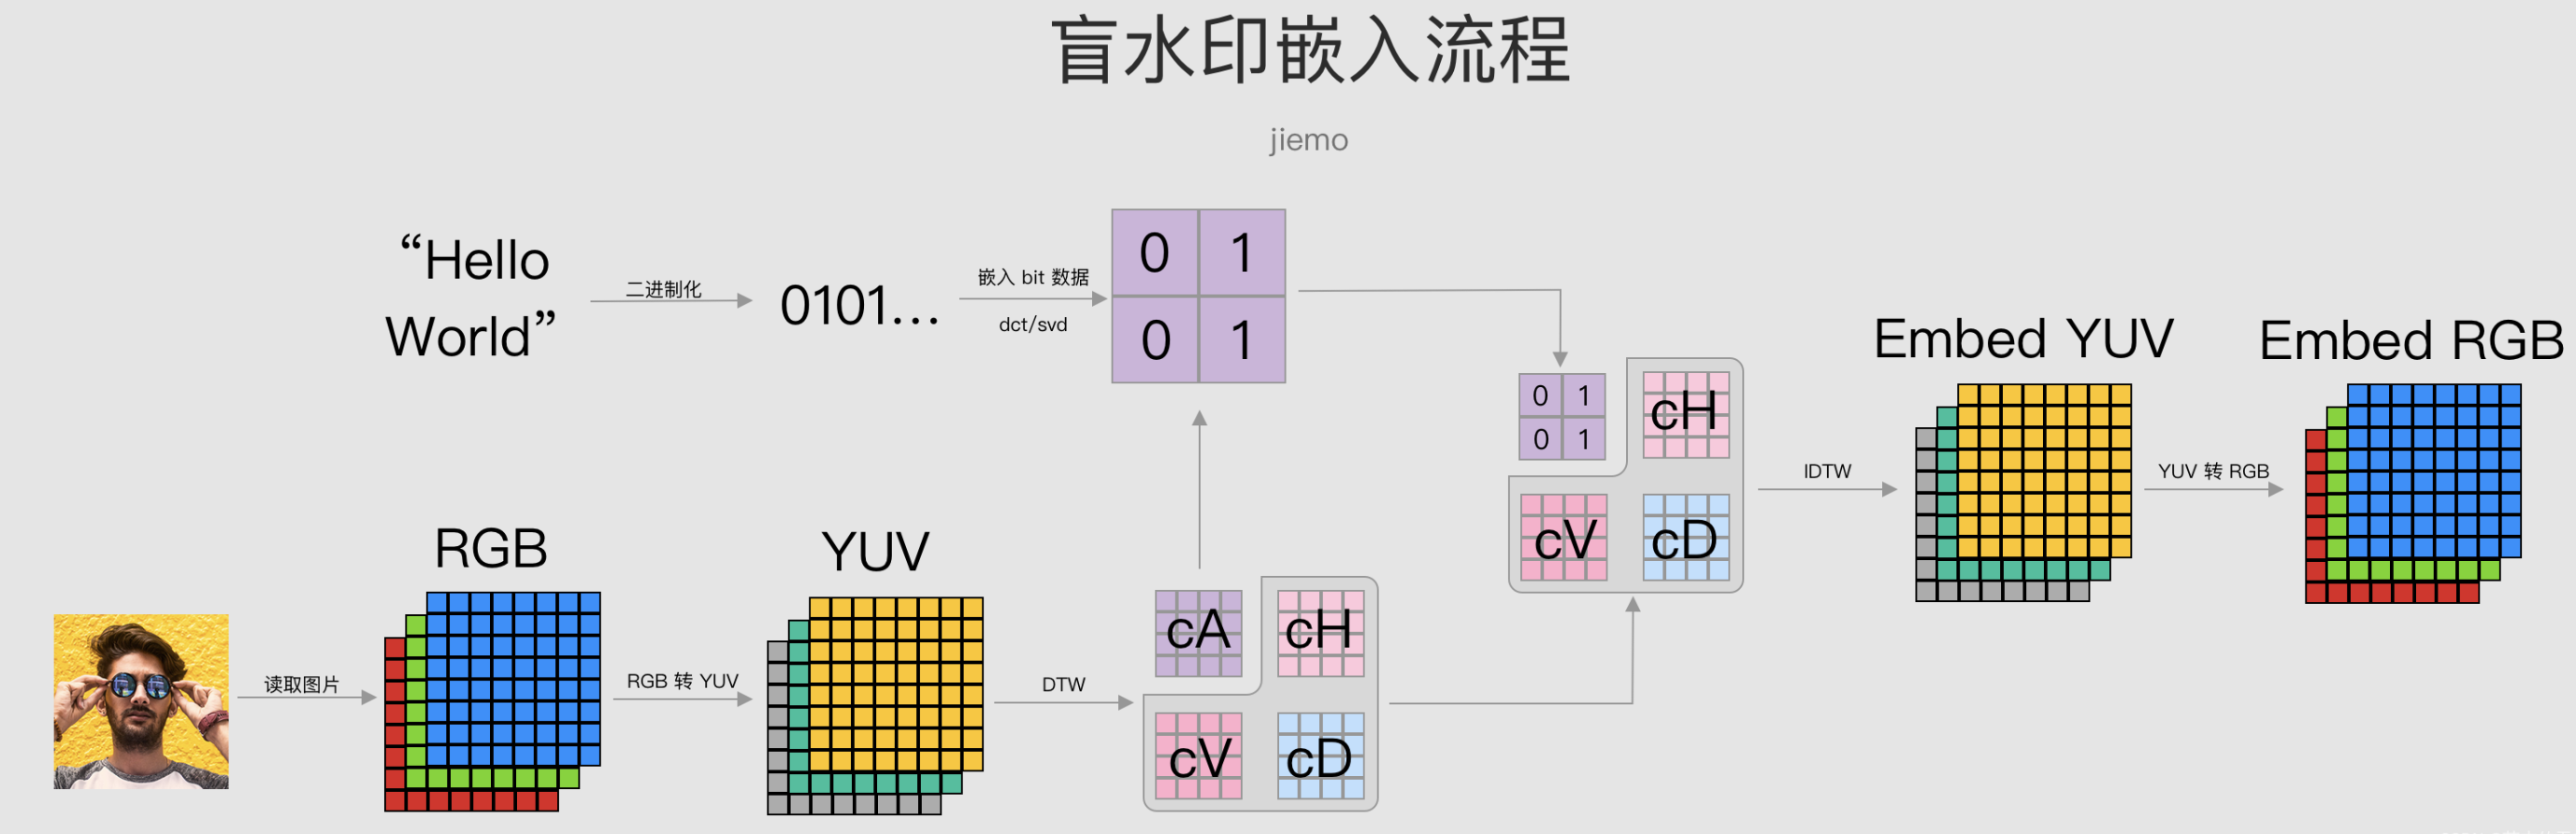 盲水印嵌入流程
jiemo
“Hello
World”
二进制化
0101...
嵌入 bit 数据
dct/svd
0 1
0 1
0 1
0 1
cH
cV
cD
IDTW
Embed YUV
YUV 转 RGB
Embed RGB
读取图片
RGB
RGB 转 YUV
YUV
DTW
cA
cH
cV
cD